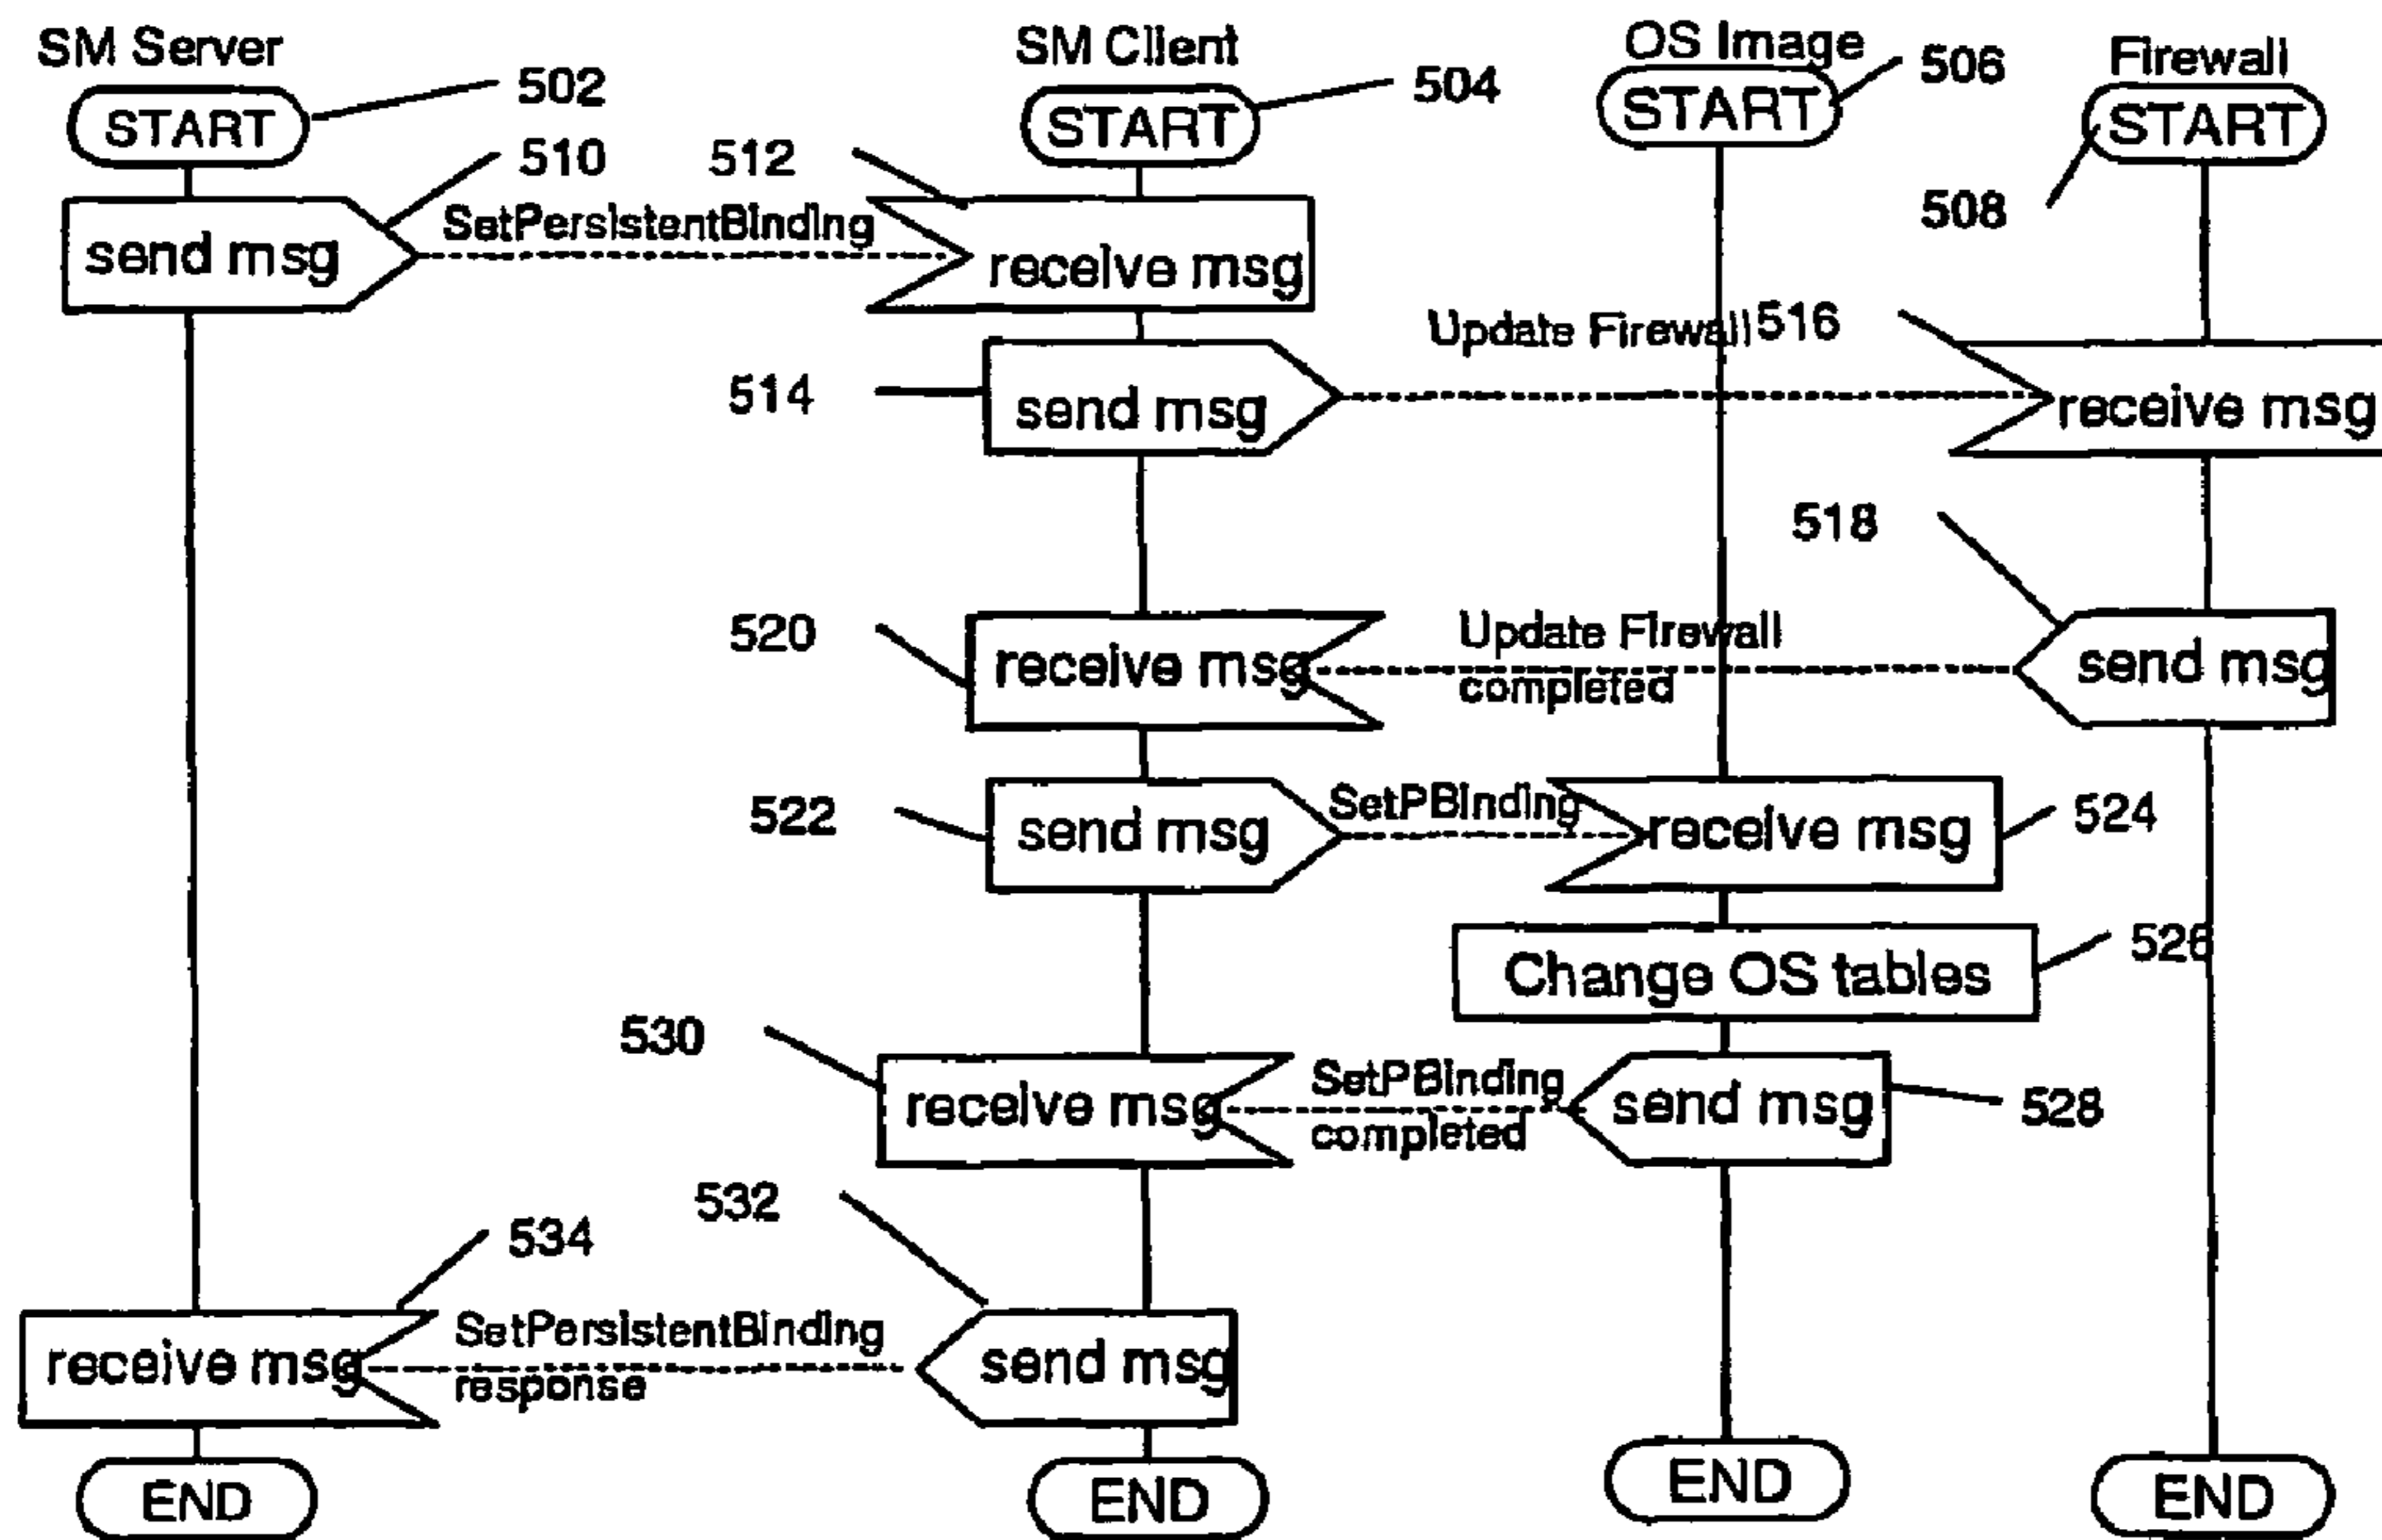 SM Server
SM Client
OS Image
Firewall
START
502
START
504
START
506
START
508
510
512
send msg
SetPersistentBinding
receive msg
514
send msg
Update Firewall
516
receive msg
518
520
receive msg
Update Firewall
completed
send msg
522
send msg
SetPBinding
receive msg
524
Change OS tables
526
530
receive msg
SetPBinding
completed
send msg
528
532
534
receive msg
SetPersistentBinding
response
send msg
END
END
END
END